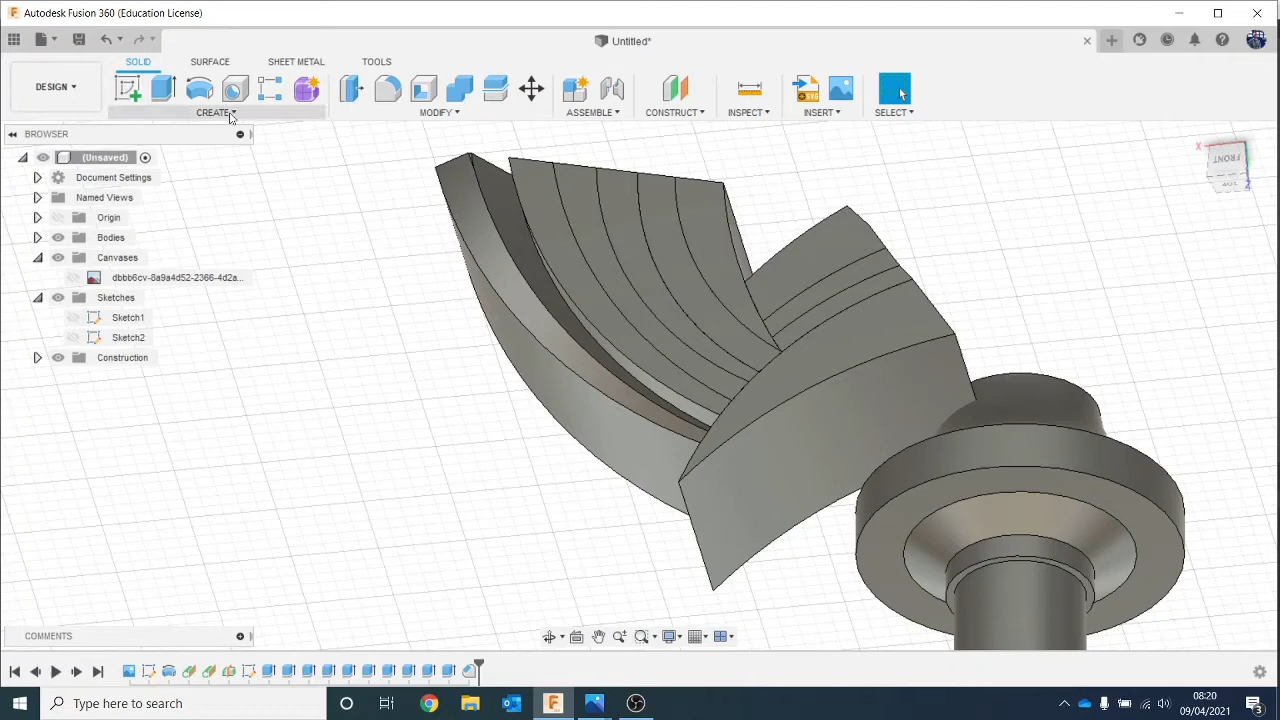 Autodesk Fusion 360 (Education License)
Untitled*
SOLID
SURFACE
SHEET METAL
TOOLS
DESIGN
CREATE
MODIFY
ASSEMBLE
CONSTRUCT
INSPECT
INSERT
SELECT
BROWSER
(Unsaved)
Document Settings
Named Views
Origin
Bodies
Canvases
dbbb6cv-8a9a4d52-2366-4d2a...
Sketches
Sketch1
Sketch2
Construction
X
FRONT
TOP
Z
COMMENTS
Type here to search
08:20
09/04/2021
3